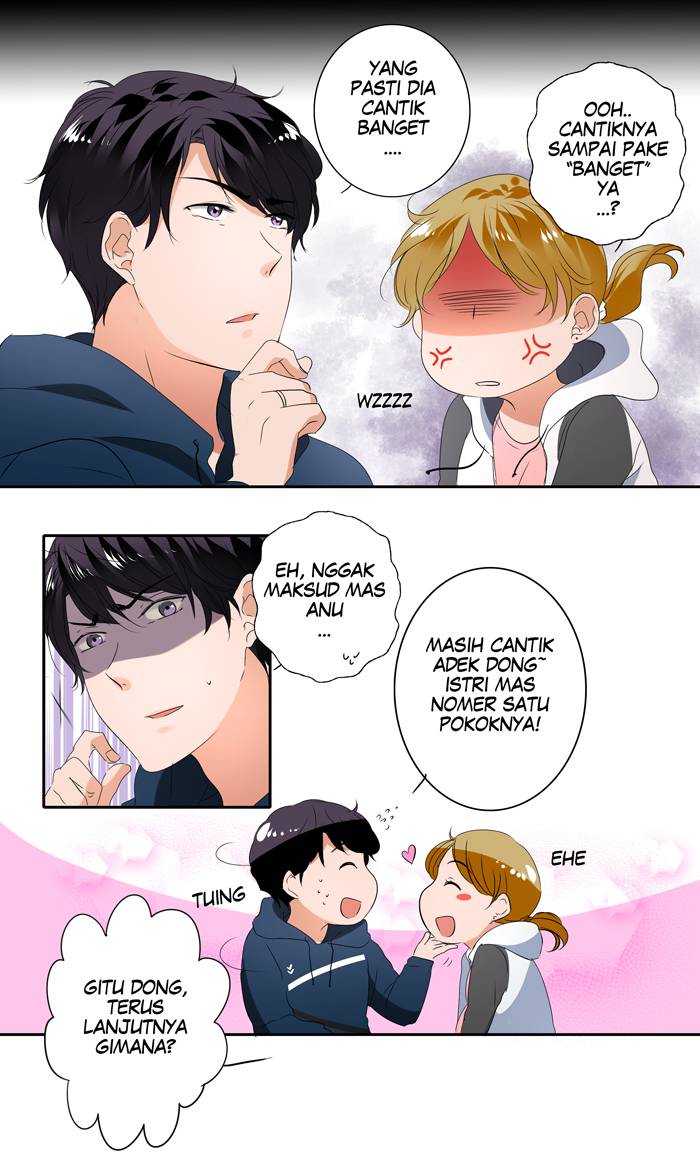 YANG
PASTI DIA
CANTIK
BANGET
....
OOH..
CANTIKNYA
SAMPAI PAKE
"BANGET"
YA
...?
WZZZZ
EH, NGGAK
MAKSUD MAS
ANU
...
MASIH CANTIK
ADEK DONG~
ISTRI MAS
NOMER SATU
POKOKNYA!
TUING
EHE
GITU DONG,
TERUS
LANJUTNYA
GIMANA?